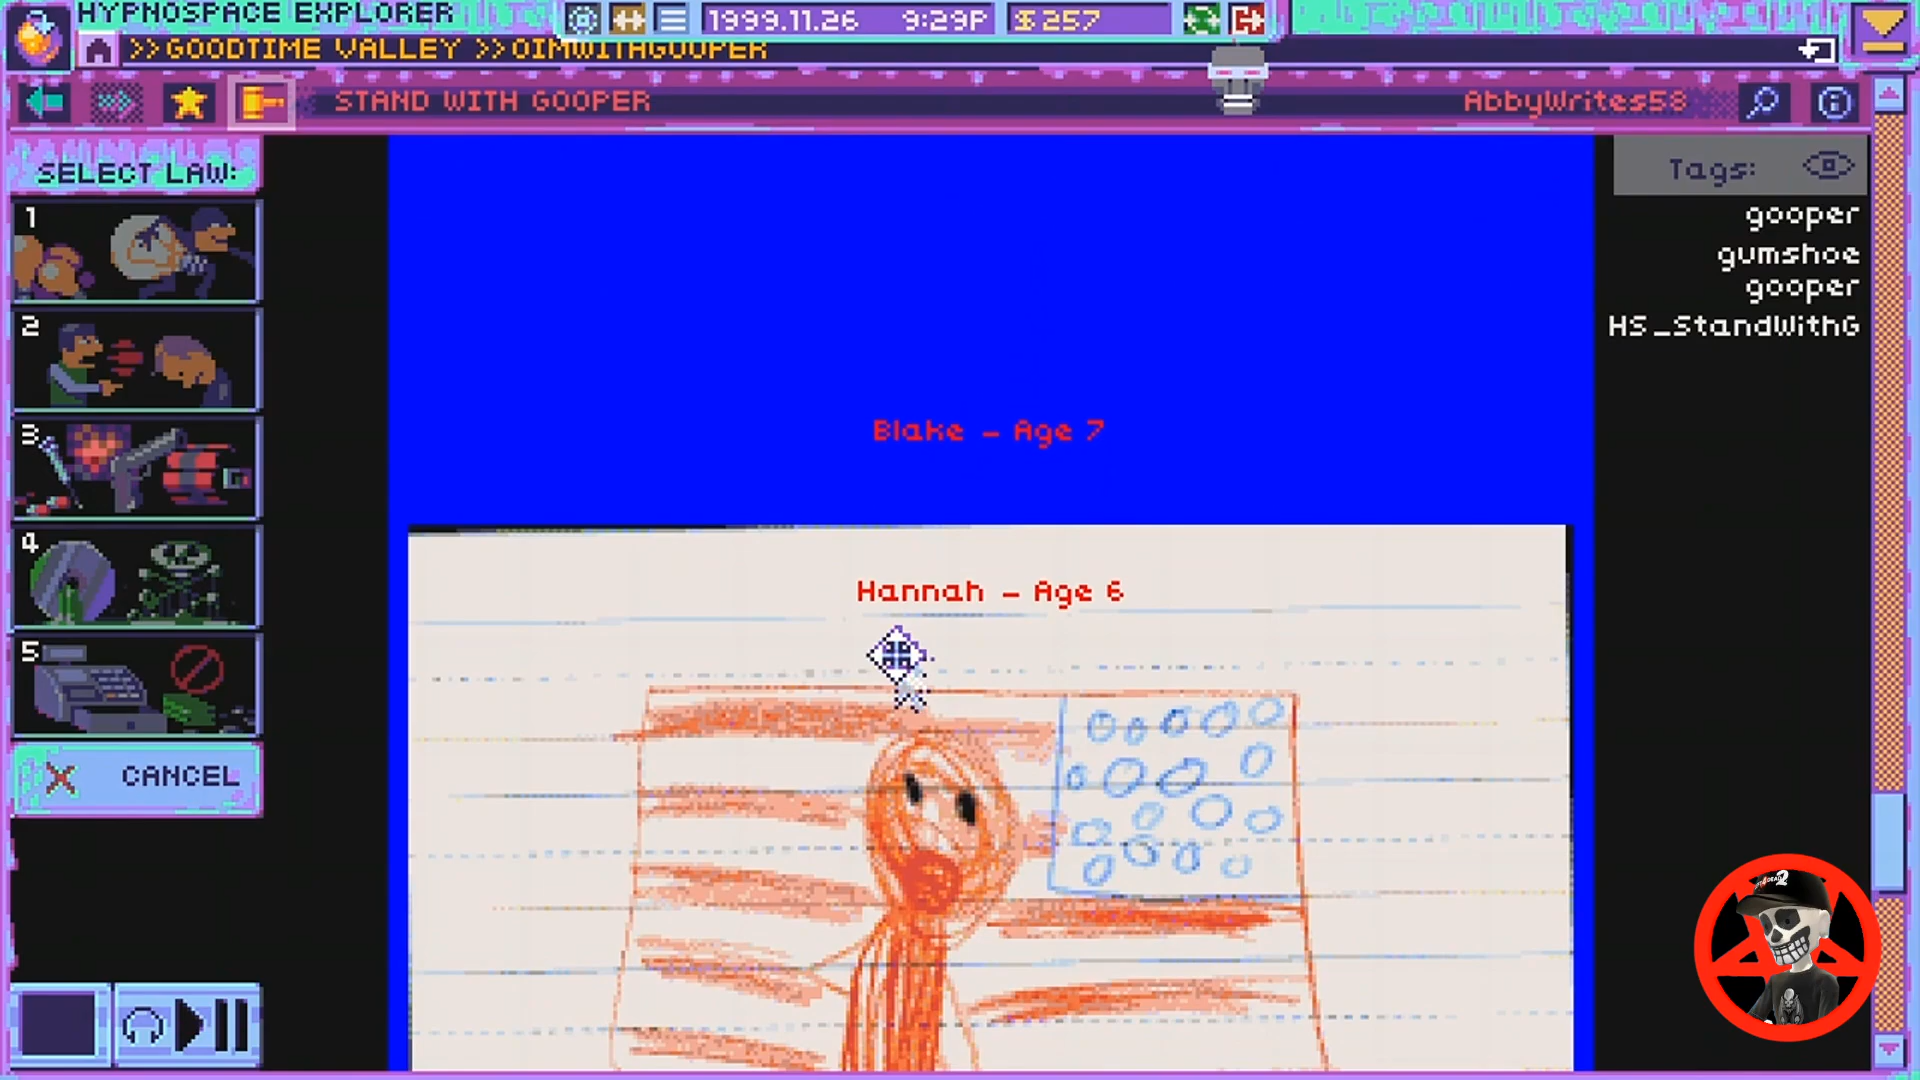 HYPNOSPACE EXPLORER
1999.11.26 9:29P
257
>>GOODTIME VALLEY >>01MWITHGOOPER
STAND WITH GOOPER
AbbyWrites58
SELECT LAW:
1
2
3
4
5
CANCEL
Tags:
gooper
gumshoe
gooper
HS_StandWithG
Blake - Age 7
Hannah - Age 6